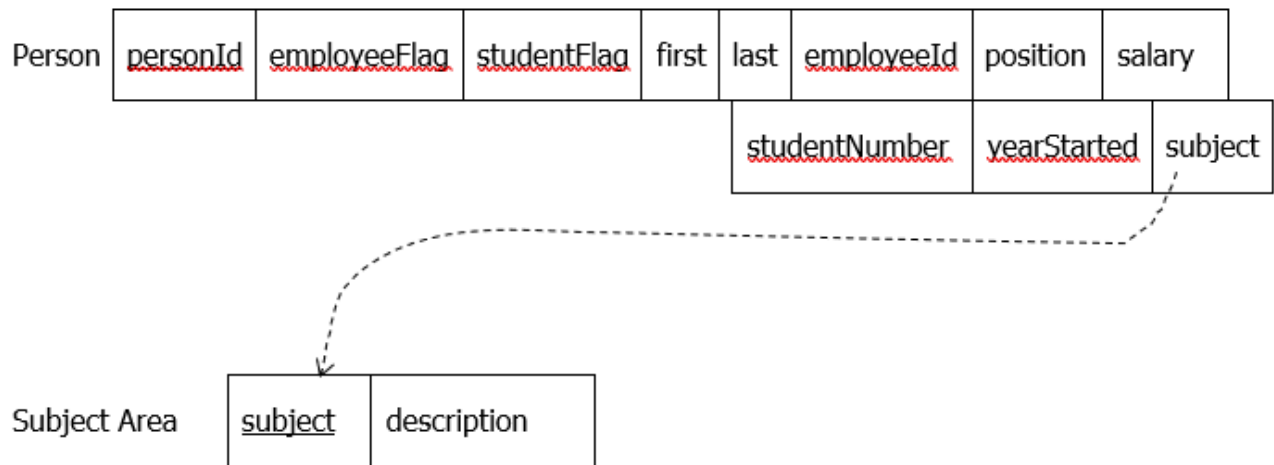 Person personId employeeFlag studentFlag first last employeeId position salary
studentNumber yearStarted subject
Subject Area subject description